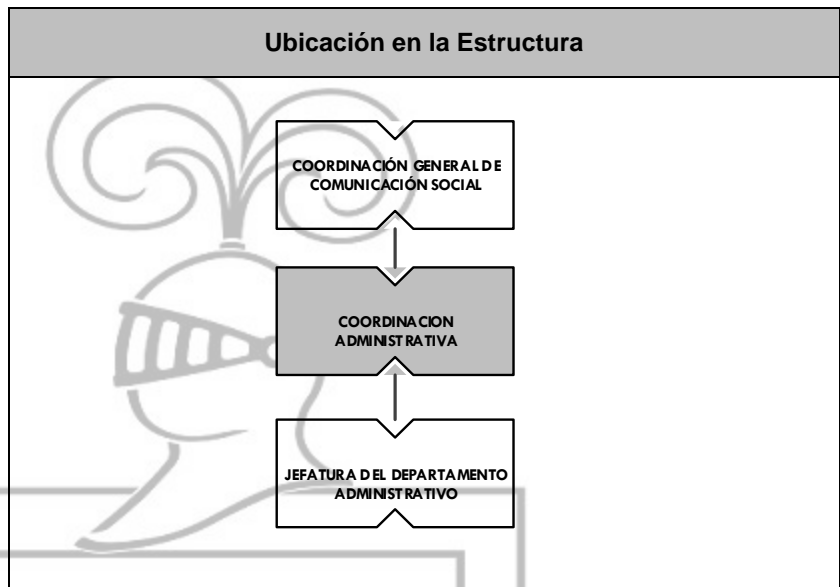 Ubicación en la Estructura
COORDINACIÓN GENERAL DE
COMUNICACIÓN SOCIAL
COORDINACION
ADMINISTRATIVA
JEFATURA DEL DEPARTAMENTO
ADMINISTRATIVO